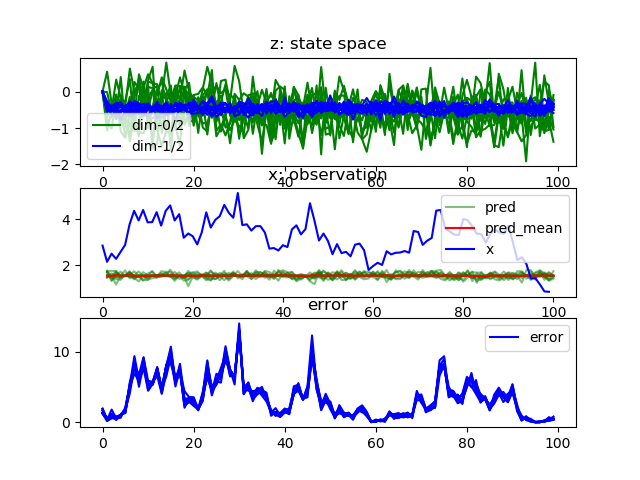 z: state space
0
−1
−2
dim-0/2
dim-1/2
0 20 40 60 80 100
x: observation
4
2
pred
pred_mean
x
0 20 40 60 80 100
error
10
0
error
0 20 40 60 80 100